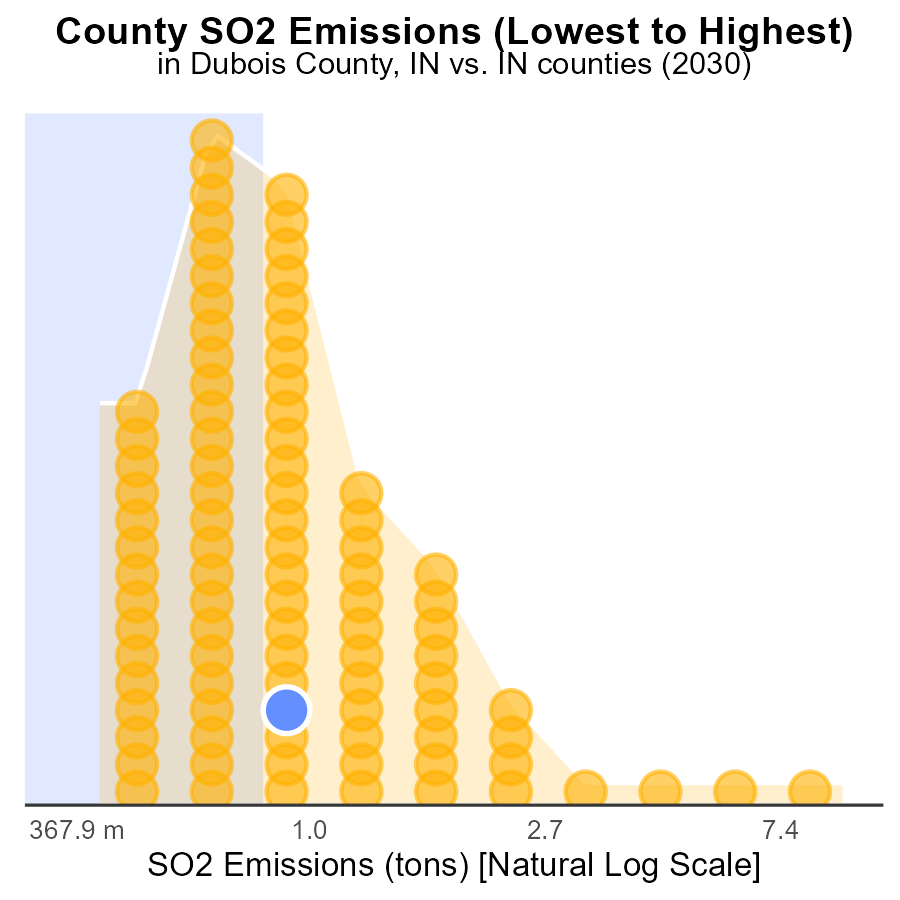 County SO2 Emissions (Lowest to Highest)
in Dubois County, IN vs. IN counties (2030)
367.9 m 1.0 2.7 7.4
SO2 Emissions (tons) [Natural Log Scale]